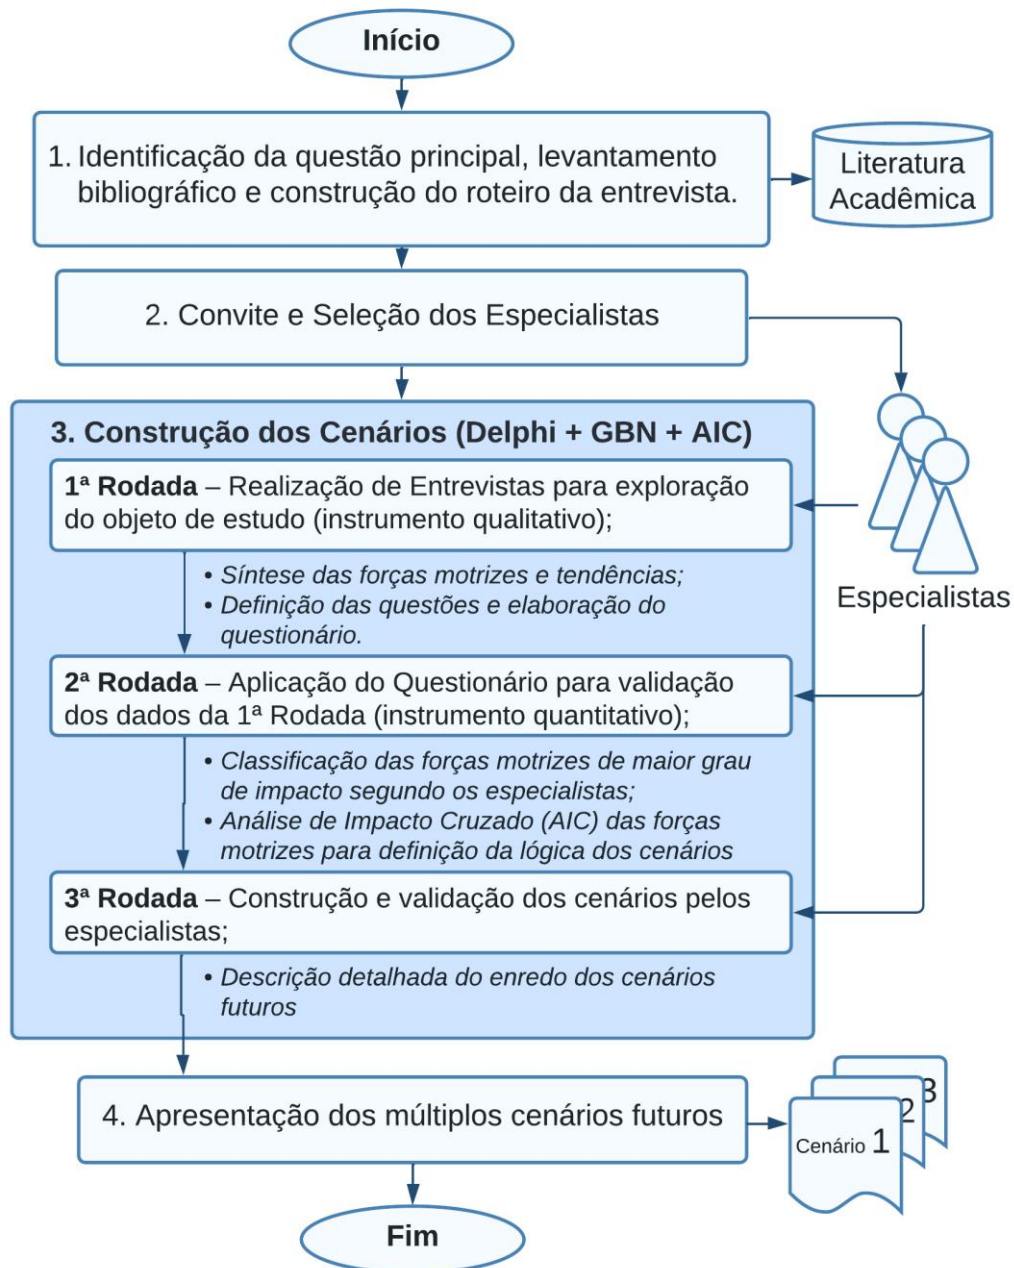 Início
1. Identificação da questão principal, levantamento
bibliográfico e construção do roteiro da entrevista.
Literatura
Acadêmica
2. Convite e Seleção dos Especialistas
3. Construção dos Cenários (Delphi + GBN + AIC)
1ª Rodada – Realização de Entrevistas para exploração
do objeto de estudo (instrumento qualitativo);
• Síntese das forças motrizes e tendências;
• Definição das questões e elaboração do
questionário.
Especialistas
2ª Rodada – Aplicação do Questionário para validação
dos dados da 1ª Rodada (instrumento quantitativo);
• Classificação das forças motrizes de maior grau
de impacto segundo os especialistas;
• Análise de Impacto Cruzado (AIC) das forças
motrizes para definição da lógica dos cenários
3ª Rodada – Construção e validação dos cenários pelos
especialistas;
• Descrição detalhada do enredo dos cenários
futuros
4. Apresentação dos múltiplos cenários futuros
Cenário 1
2
3
Fim